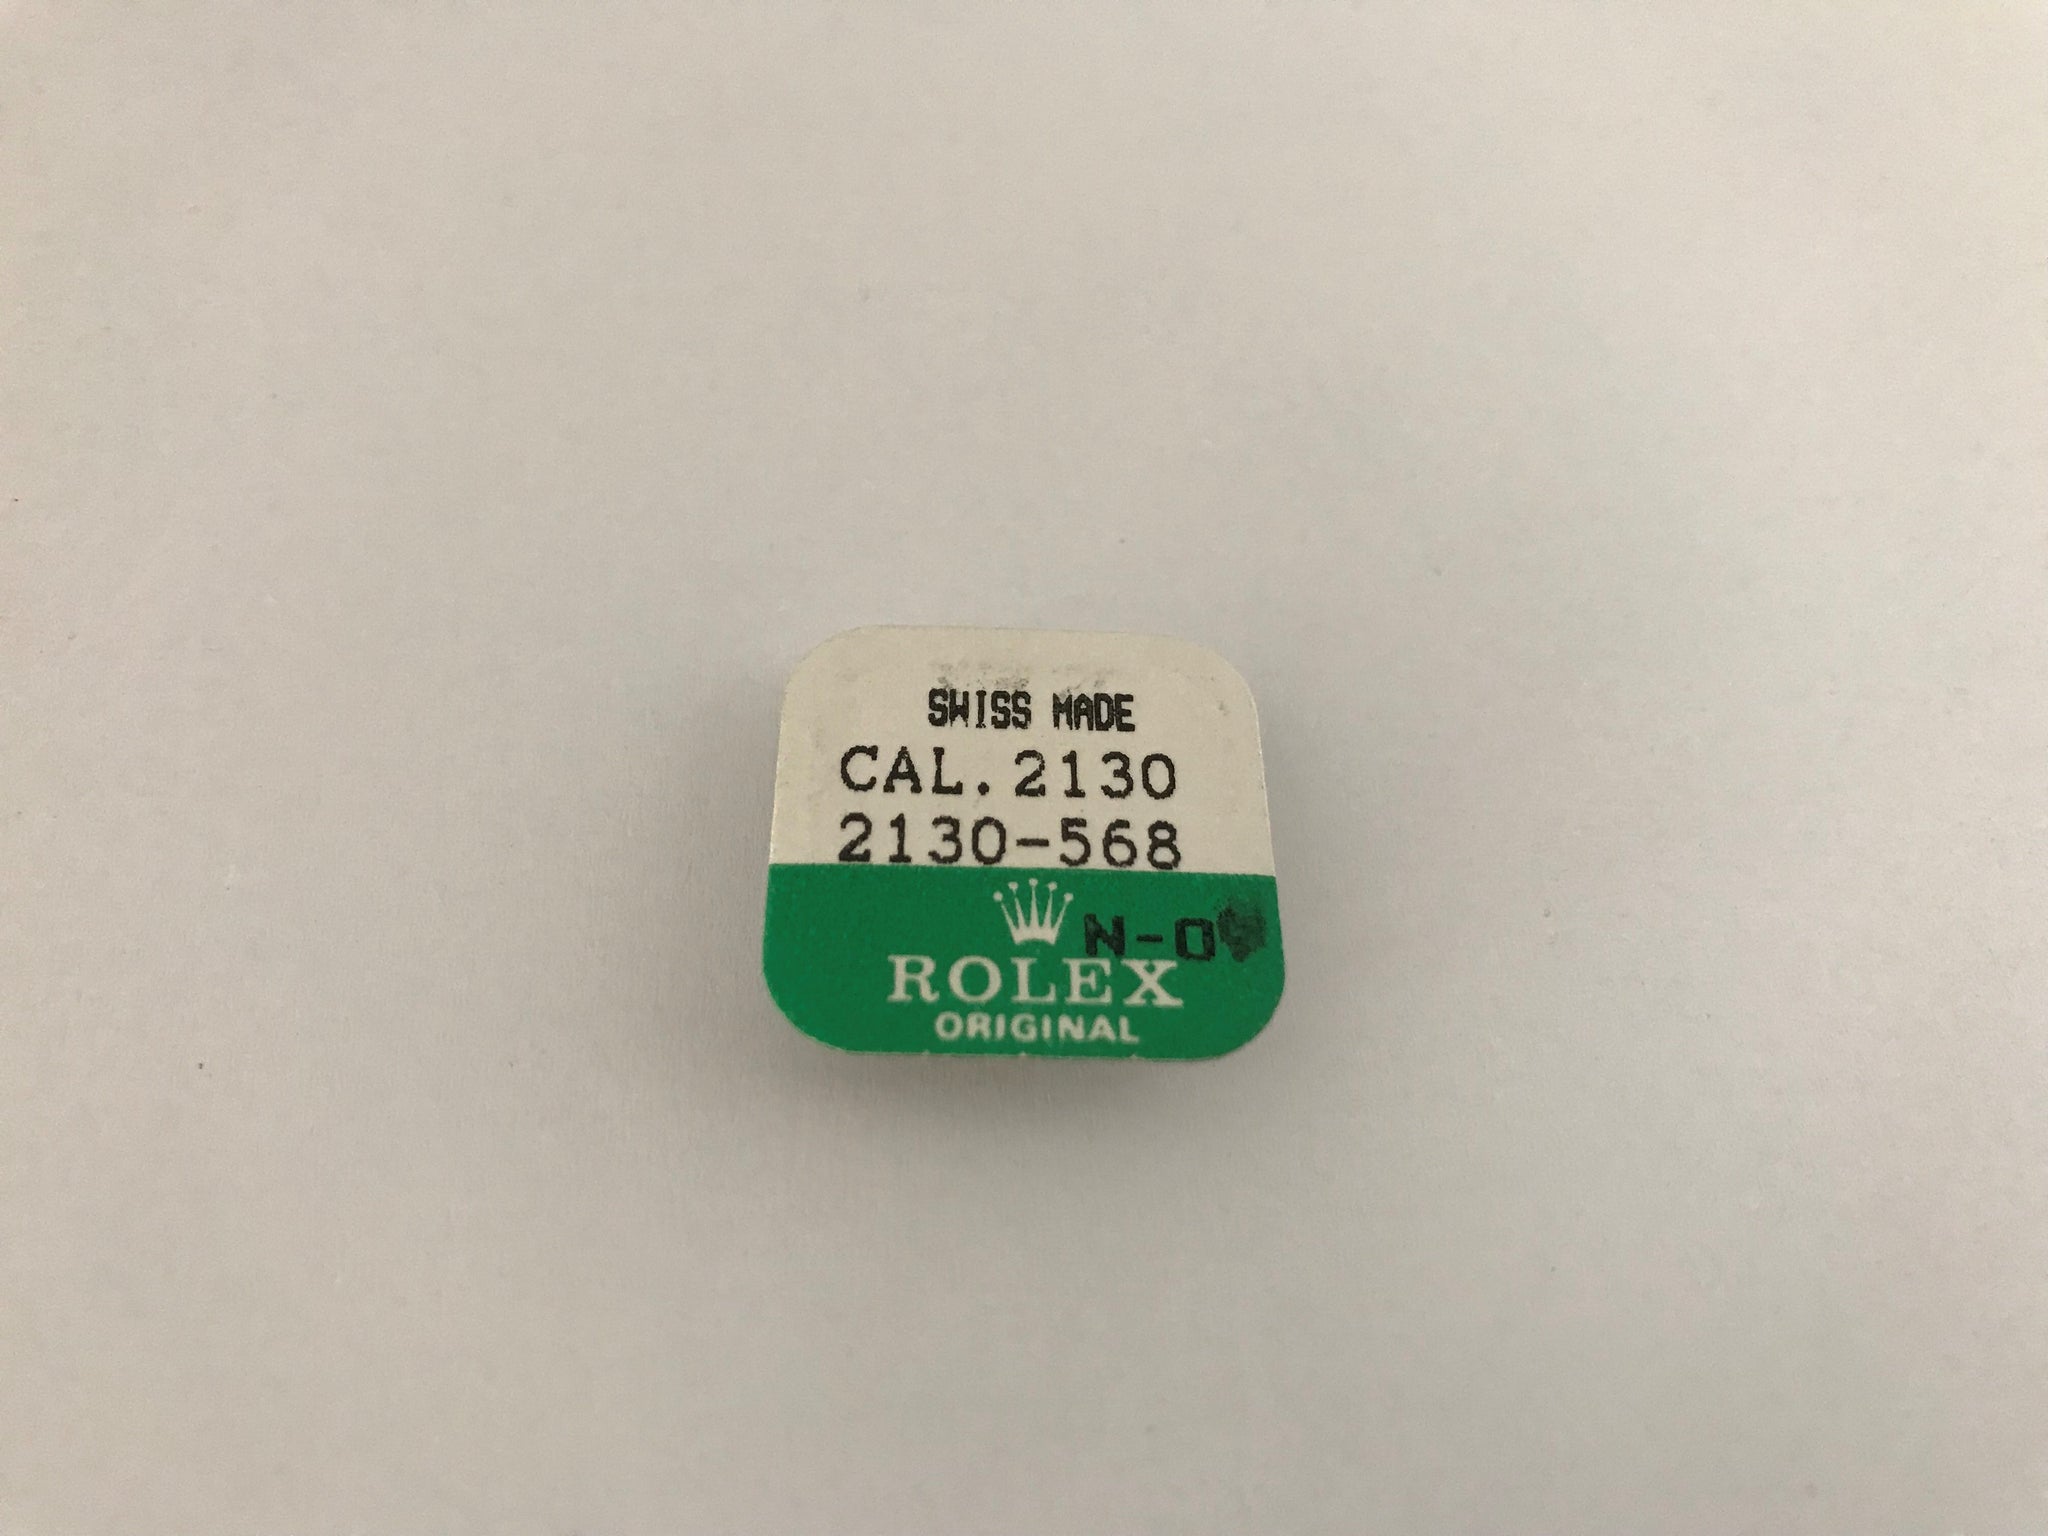 SWISS MADE
CAL. 2130
2130-568
N-0
ROLEX
ORIGINAL